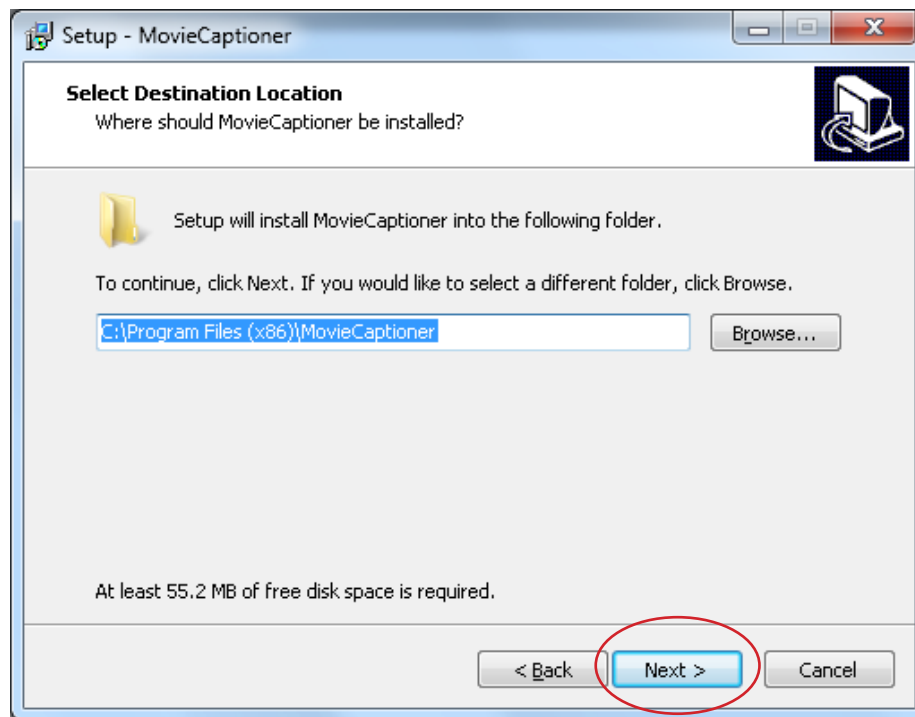 Setup - MovieCaptioner
Select Destination Location
Where should MovieCaptioner be installed?
Setup will install MovieCaptioner into the following folder.
To continue, click Next. If you would like to select a different folder, click Browse.
C:\Program Files (x86)\MovieCaptioner
Browse...
At least 55.2 MB of free disk space is required.
< Back
Next >
Cancel